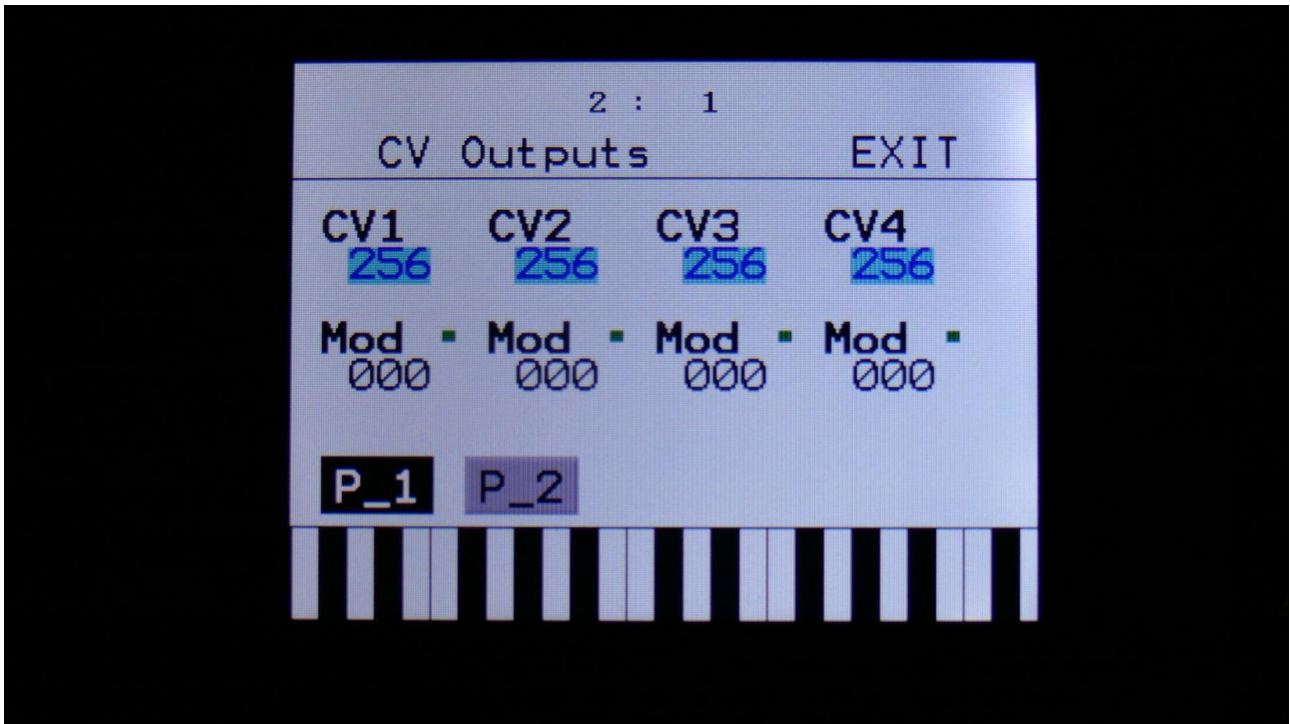 2 : 1
CV Outputs EXIT
CV1 CV2 CV3 CV4
256 256 256 256
Mod Mod Mod Mod
000 000 000 000
P_1 P_2